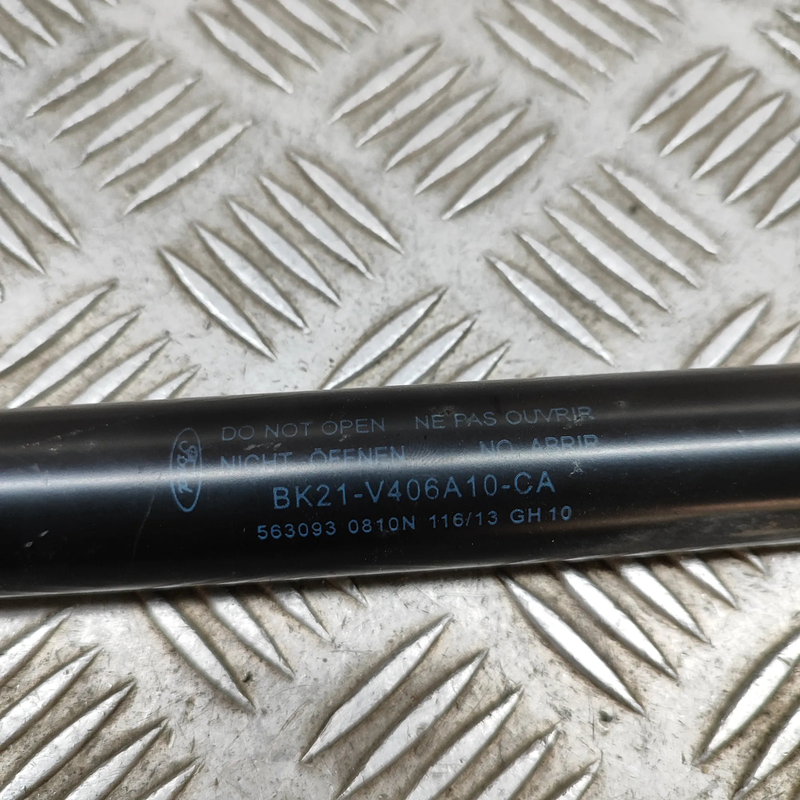 DO NOT OPEN NE PAS OUVRIR
NICHT ÖFFENEN NO ABRIR
BK21-V406A10-CA
563093 0810N 116/13 GH10